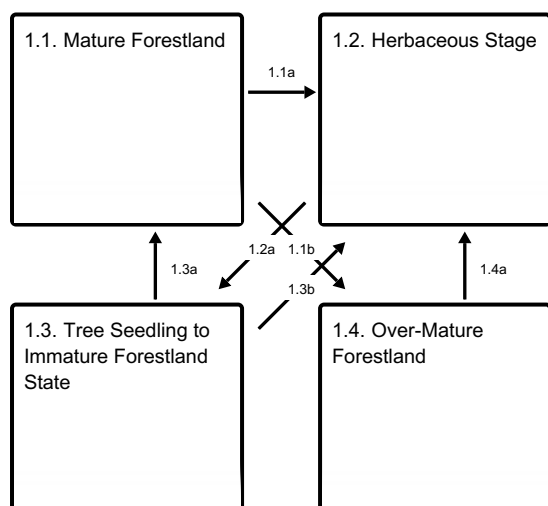 1.1. Mature Forestland
1.2. Herbaceous Stage
1.1a
1.2a
1.1b
1.3a
1.4a
1.3b
1.3. Tree Seedling to
Immature Forestland
State
1.4. Over-Mature
Forestland